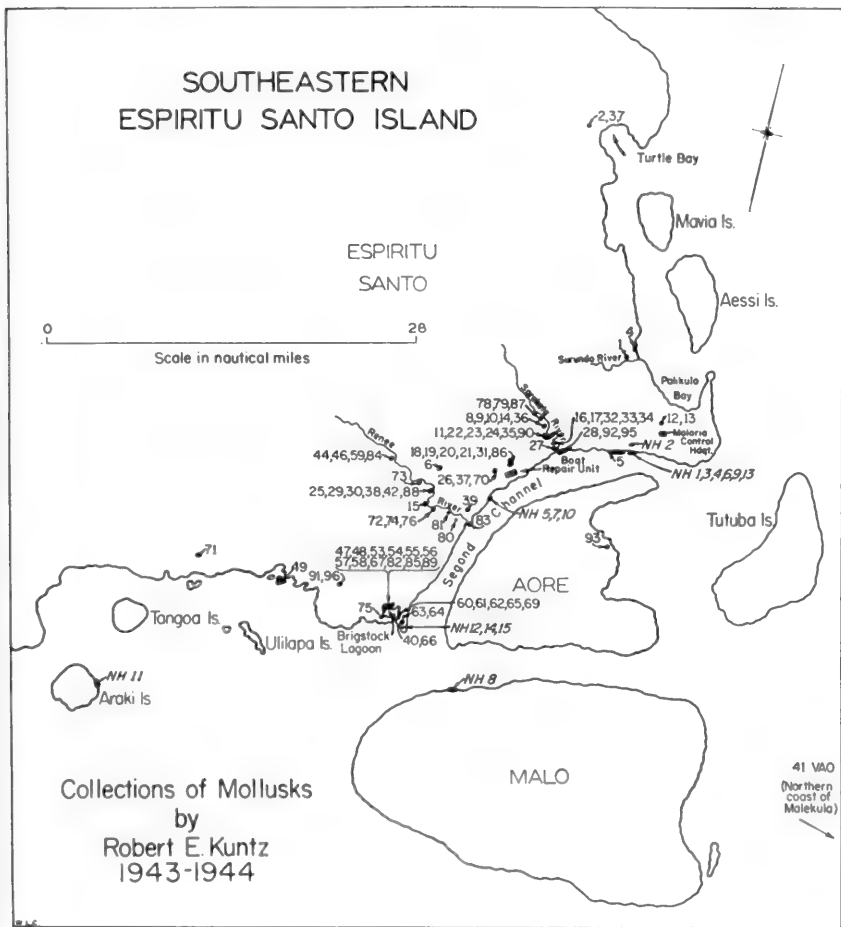 SOUTHEASTERN
ESPIRITU SANTO ISLAND
2,37
Turtle Bay
Mavia Is.
ESPIRITU
SANTO
Aessi Is.
0 28
Scale in nautical miles
4
1
Surunda River
Palikulo
Bay
78,79,87
8,9,10,14,36
11,22,23,24,35,90
27
Sarakata River
16,17,32,33,34
28,92,95
12,13
Malaria
Control
Hdqt.
NH 2
5
NH 1,3,4,6,9,13
Boat
Repair Unit
Renee
44,46,59,84
18,19,20,21,31,86
6
73
26,37,70
25,29,30,38,42,88
15
River
39
72,74,76
81
80
83
NH 5,7,10
Segond Channel
Tutuba Is.
93
AORE
47,48,53,54,55,56
57,58,67,82,85,89
71
49
91,96
75
63,64
60,61,62,65,69
Tangoa Is.
Ulilapa Is.
Brigstock
Lagoon
NH12,14,15
40,66
NH 11
Araki Is
NH 8
MALO
41 VAO
(Northern
coast of
Malekula)
Collections of Mollusks
by
Robert E. Kuntz
1943-1944